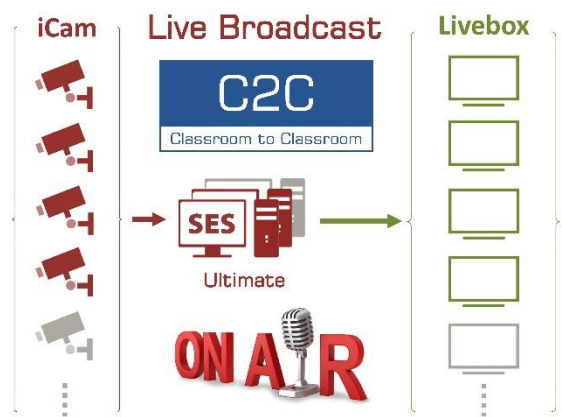 iCam
Live Broadcast
Livebox
C2C
Classroom to Classroom
SES
Ultimate
ON AIR